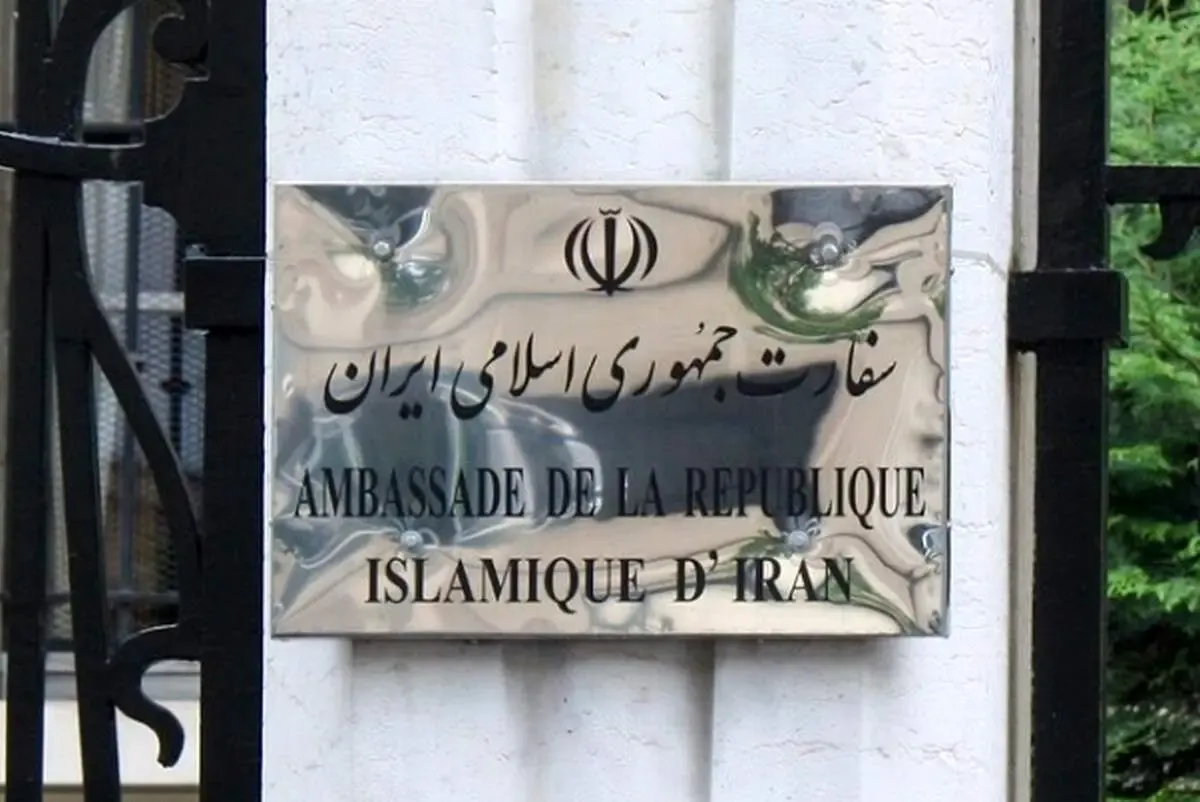 سفارت جمهوری اسلامی ایران
AMBASSADE DE LA REPUBLIQUE
ISLAMIQUE D'IRAN